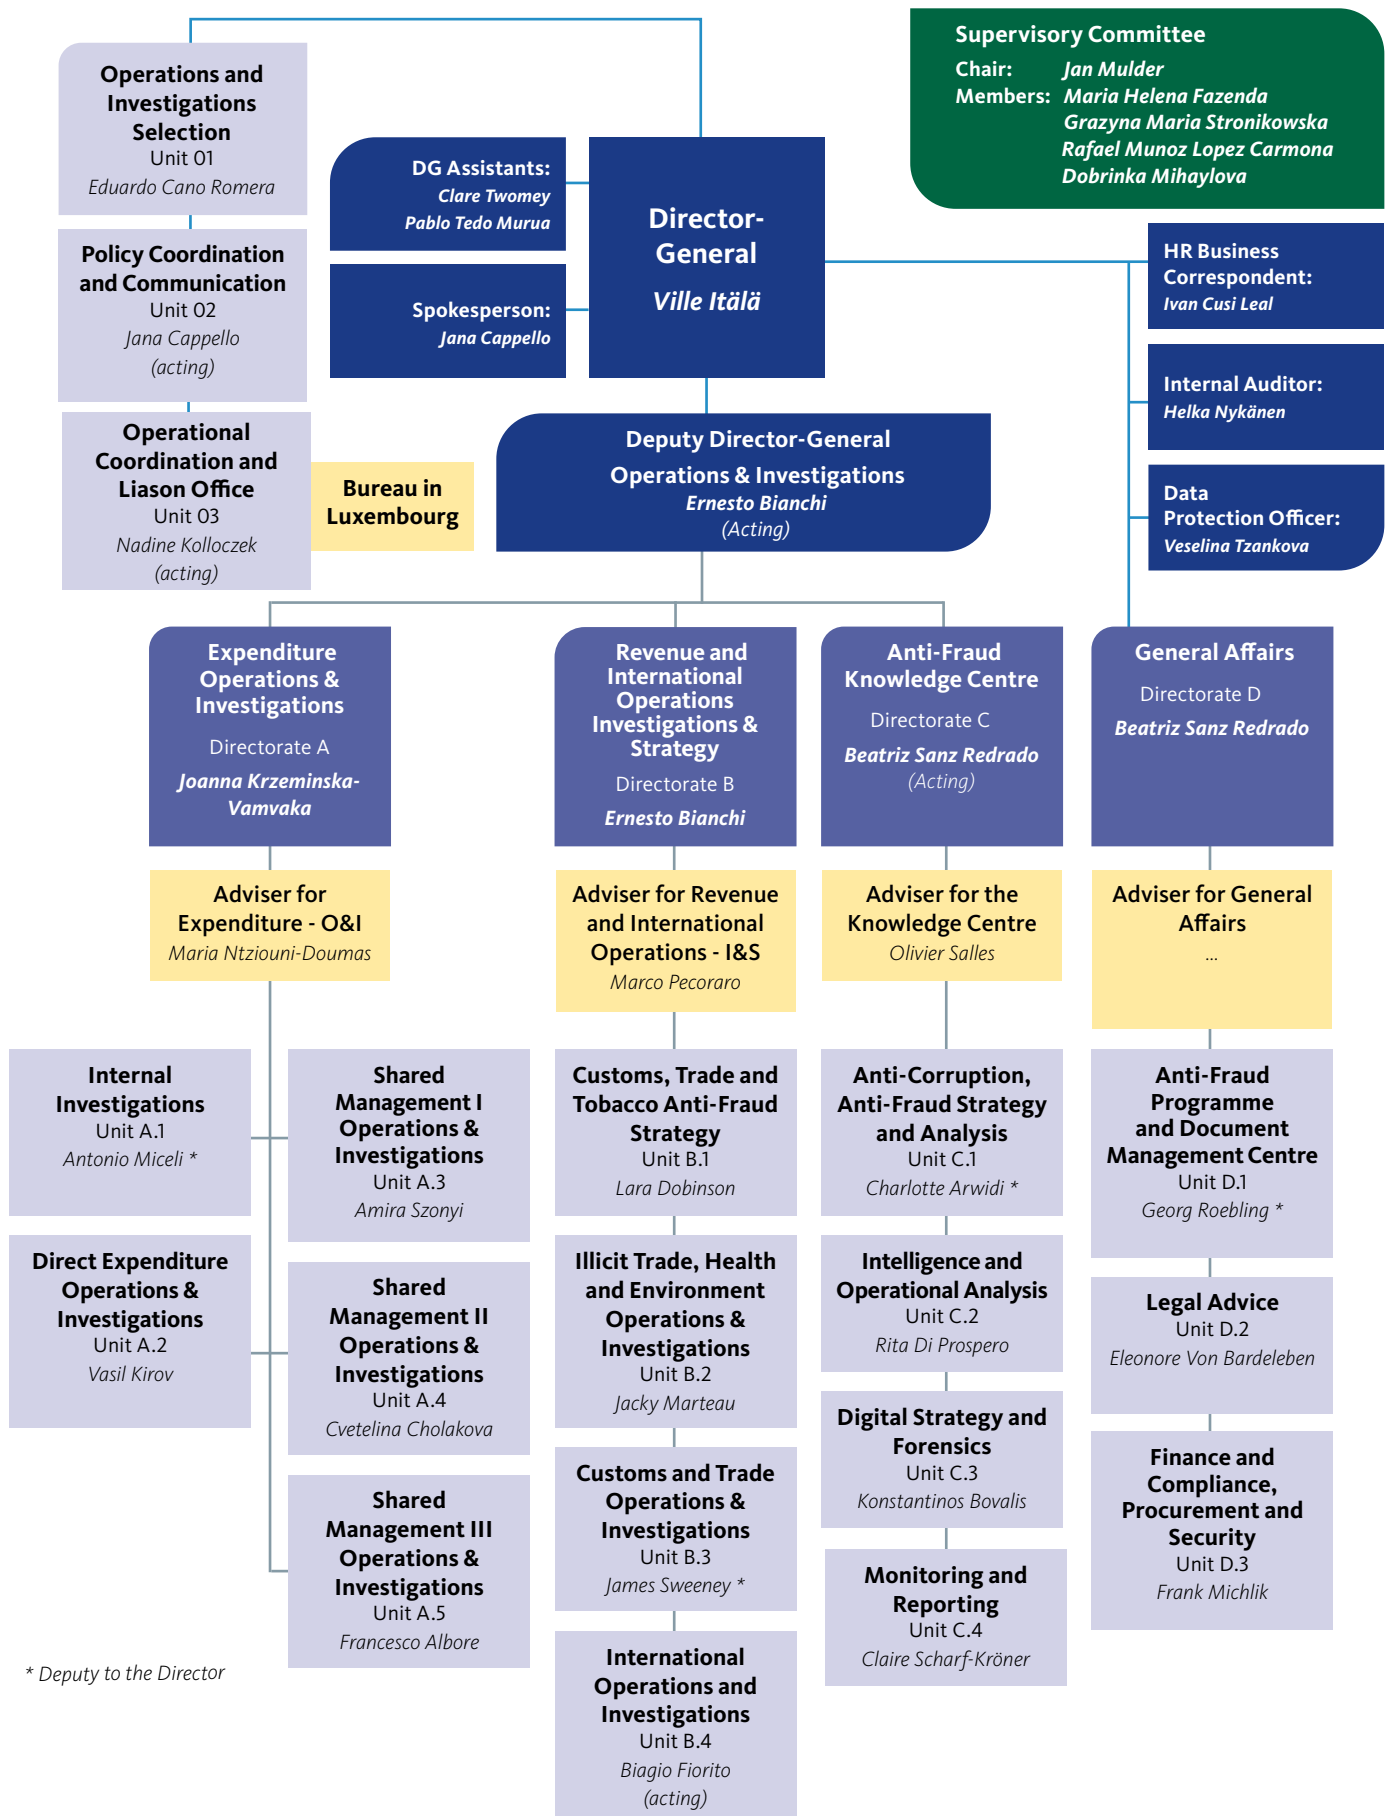 Operations and
Investigations
Selection
Unit 01
Eduardo Cano Romera
Policy Coordination
and Communication
Unit 02
Jana Cappello
(acting)
Operational
Coordination and
Liason Office
Unit 03
Nadine Kolloczek
(acting)
Bureau in
Luxembourg
DG Assistants:
Clare Twomey
Pablo Tedo Murua
Spokesperson:
Jana Cappello
Director-
General
Ville Itälä
Supervisory Committee
Chair: Jan Mulder
Members: Maria Helena Fazenda
Grazyna Maria Stronikowska
Rafael Munoz Lopez Carmona
Dobrinka Mihaylova
HR Business
Correspondent:
Ivan Cusi Leal
Internal Auditor:
Helka Nykänen
Data
Protection Officer:
Veselina Tzankova
Deputy Director-General
Operations & Investigations
Ernesto Bianchi
(Acting)
Expenditure
Operations &
Investigations
Directorate A
Joanna Krzeminska-
Vamvaka
Adviser for
Expenditure - O&I
Maria Ntziouni-Doumas
Internal
Investigations
Unit A.1
Antonio Miceli *
Direct Expenditure
Operations &
Investigations
Unit A.2
Vasil Kirov
Shared
Management I
Operations &
Investigations
Unit A.3
Amira Szonyi
Shared
Management II
Operations &
Investigations
Unit A.4
Cvetelina Cholakova
Shared
Management III
Operations &
Investigations
Unit A.5
Francesco Albore
Revenue and
International
Operations
Investigations &
Strategy
Directorate B
Ernesto Bianchi
Adviser for Revenue
and International
Operations - I&S
Marco Pecoraro
Customs, Trade and
Tobacco Anti-Fraud
Strategy
Unit B.1
Lara Dobinson
Illicit Trade, Health
and Environment
Operations &
Investigations
Unit B.2
Jacky Marteau
Customs and Trade
Operations &
Investigations
Unit B.3
James Sweeney *
International
Operations and
Investigations
Unit B.4
Biagio Fiorito
(acting)
Anti-Fraud
Knowledge Centre
Directorate C
Beatriz Sanz Redrado
(Acting)
Adviser for the
Knowledge Centre
Olivier Salles
Anti-Corruption,
Anti-Fraud Strategy
and Analysis
Unit C.1
Charlotte Arwidi *
Intelligence and
Operational Analysis
Unit C.2
Rita Di Prospero
Digital Strategy and
Forensics
Unit C.3
Konstantinos Bovalis
Monitoring and
Reporting
Unit C.4
Claire Scharf-Kröner
General Affairs
Directorate D
Beatriz Sanz Redrado
Adviser for General
Affairs
...
Anti-Fraud
Programme
and Document
Management Centre
Unit D.1
Georg Roebling *
Legal Advice
Unit D.2
Eleonore Von Bardeleben
Finance and
Compliance,
Procurement and
Security
Unit D.3
Frank Michlik
* Deputy to the Director